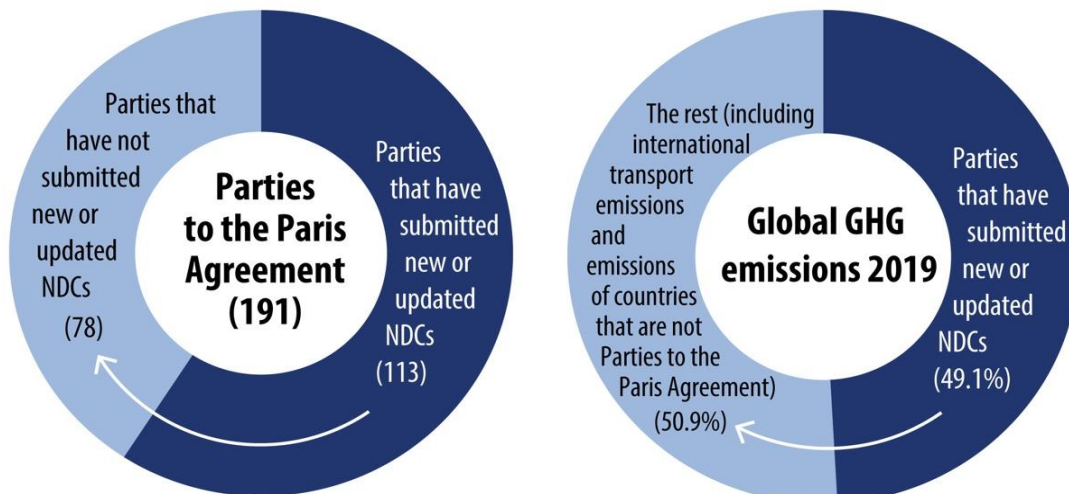 Parties that
have not
submitted
new or
updated
NDCs
(78)
Parties
to the Paris
Agreement
(191)
Parties
that have
submitted
new or
updated
NDCs
(113)
The rest (including
international
transport
emissions
and
emissions
of countries
that are not
Parties to the
Paris Agreement)
(50.9%)
Global GHG
emissions 2019
Parties
that have
submitted
new or
updated
NDCs
(49.1%)